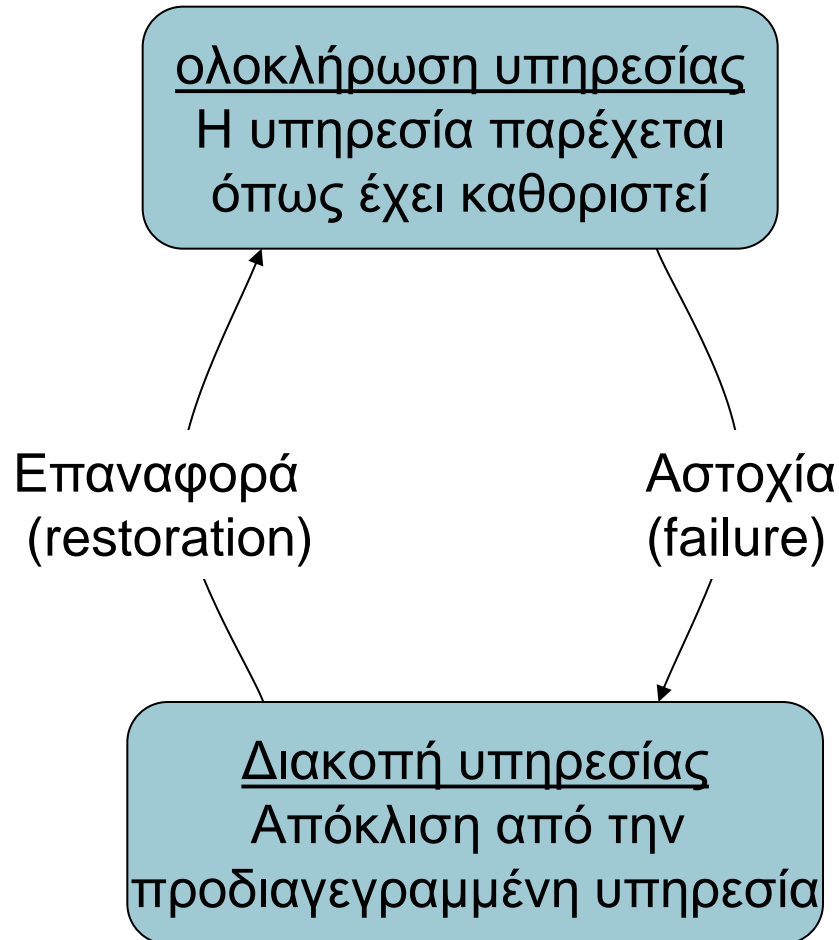 ολοκλήρωση υπηρεσίας
Η υπηρεσία παρέχεται
όπως έχει καθοριστεί
Επαναφορά
(restoration)
Αστοχία
(failure)
Διακοπή υπηρεσίας
Απόκλιση από την
προδιαγεγραμμένη υπηρεσία